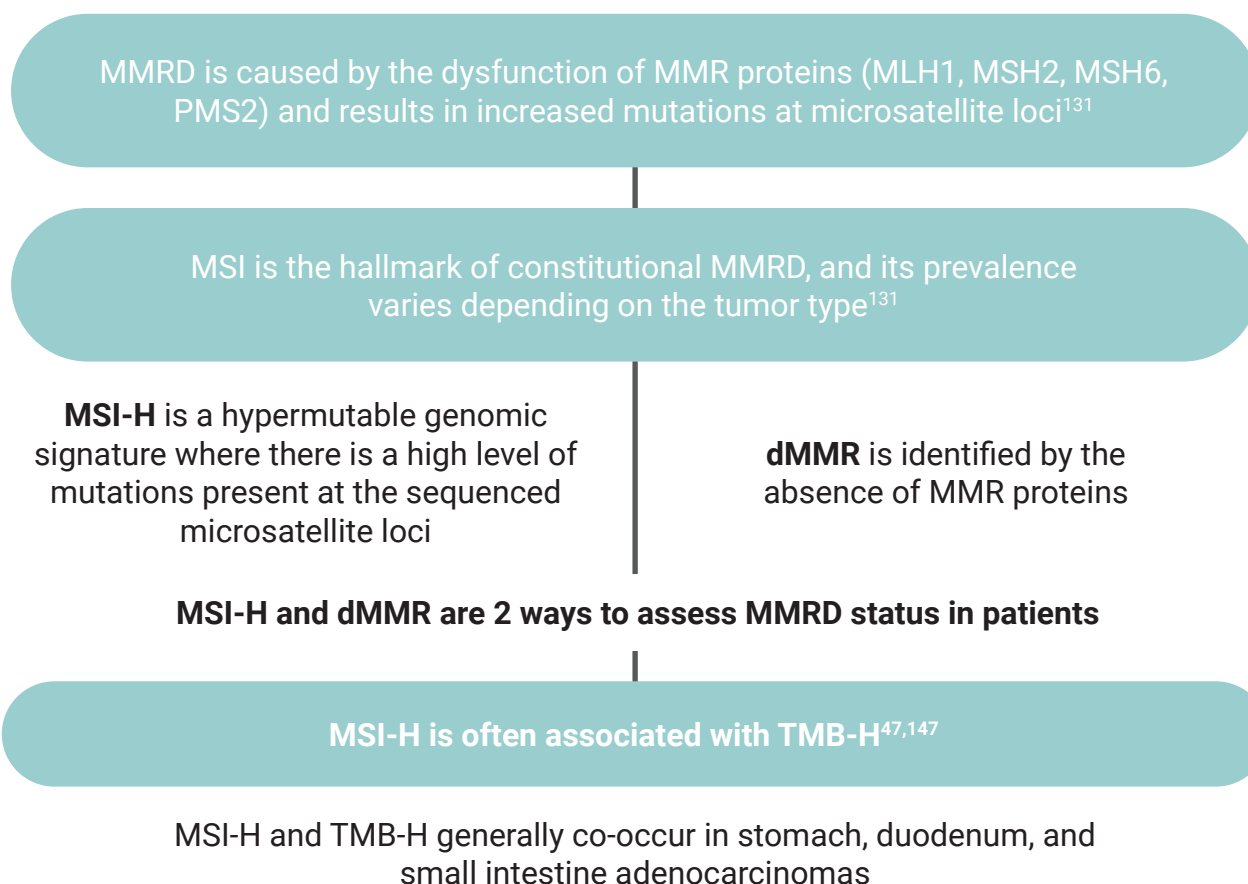 MMRD is caused by the dysfunction of MMR proteins (MLH1, MSH2, MSH6,
PMS2) and results in increased mutations at microsatellite loci¹³¹
MSI is the hallmark of constitutional MMRD, and its prevalence
varies depending on the tumor type¹³¹
MSI-H is a hypermutable genomic
signature where there is a high level of
mutations present at the sequenced
microsatellite loci
dMMR is identified by the
absence of MMR proteins
MSI-H and dMMR are 2 ways to assess MMRD status in patients
MSI-H is often associated with TMB-H⁴⁷,¹⁴⁷
MSI-H and TMB-H generally co-occur in stomach, duodenum, and
small intestine adenocarcinomas